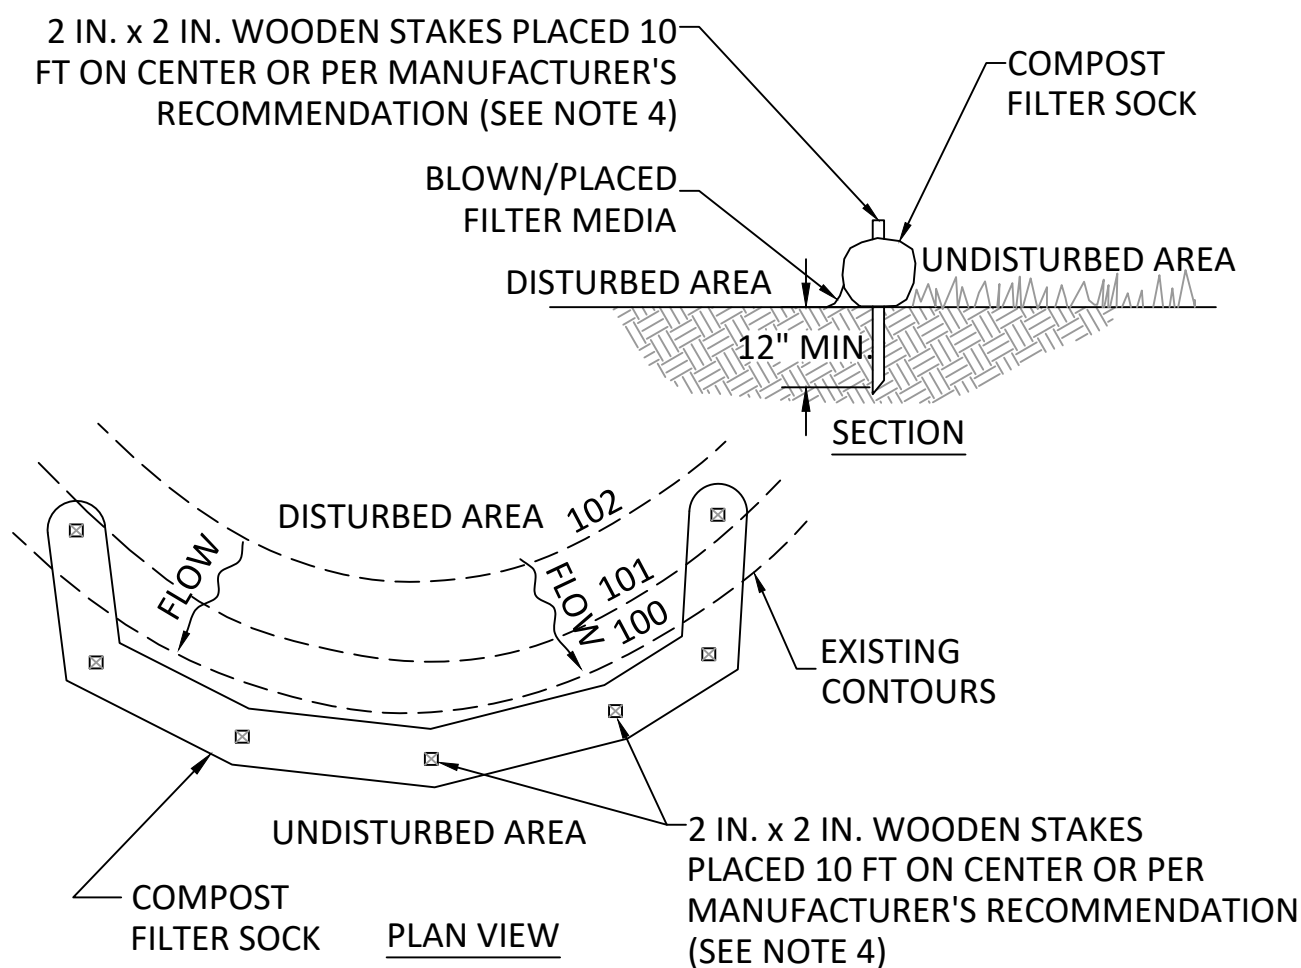 2 IN. x 2 IN. WOODEN STAKES PLACED 10
FT ON CENTER OR PER MANUFACTURER'S
RECOMMENDATION (SEE NOTE 4)
COMPOST
FILTER SOCK
BLOWN/PLACED
FILTER MEDIA
DISTURBED AREA
UNDISTURBED AREA
12" MIN.
SECTION
DISTURBED AREA
102
FLOW
FLOW
101
100
EXISTING
CONTOURS
UNDISTURBED AREA
2 IN. x 2 IN. WOODEN STAKES
PLACED 10 FT ON CENTER OR PER
MANUFACTURER'S RECOMMENDATION
(SEE NOTE 4)
COMPOST
FILTER SOCK
PLAN VIEW